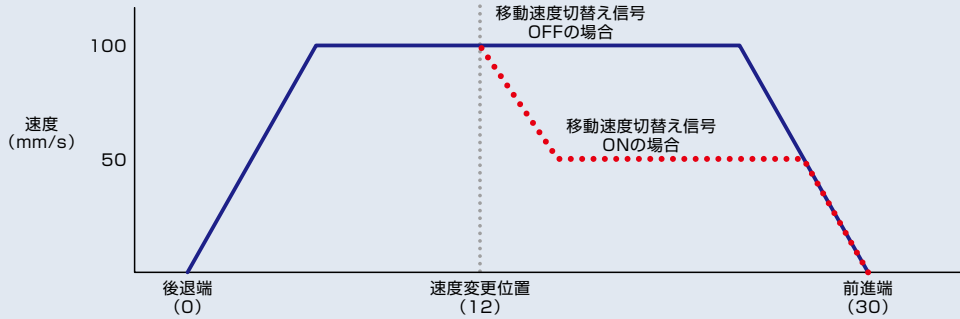 移動速度切替え信号
OFFの場合
100
速度
(mm/s)
移動速度切替え信号
ONの場合
50
後退端
(0)
速度変更位置
(12)
前進端
(30)